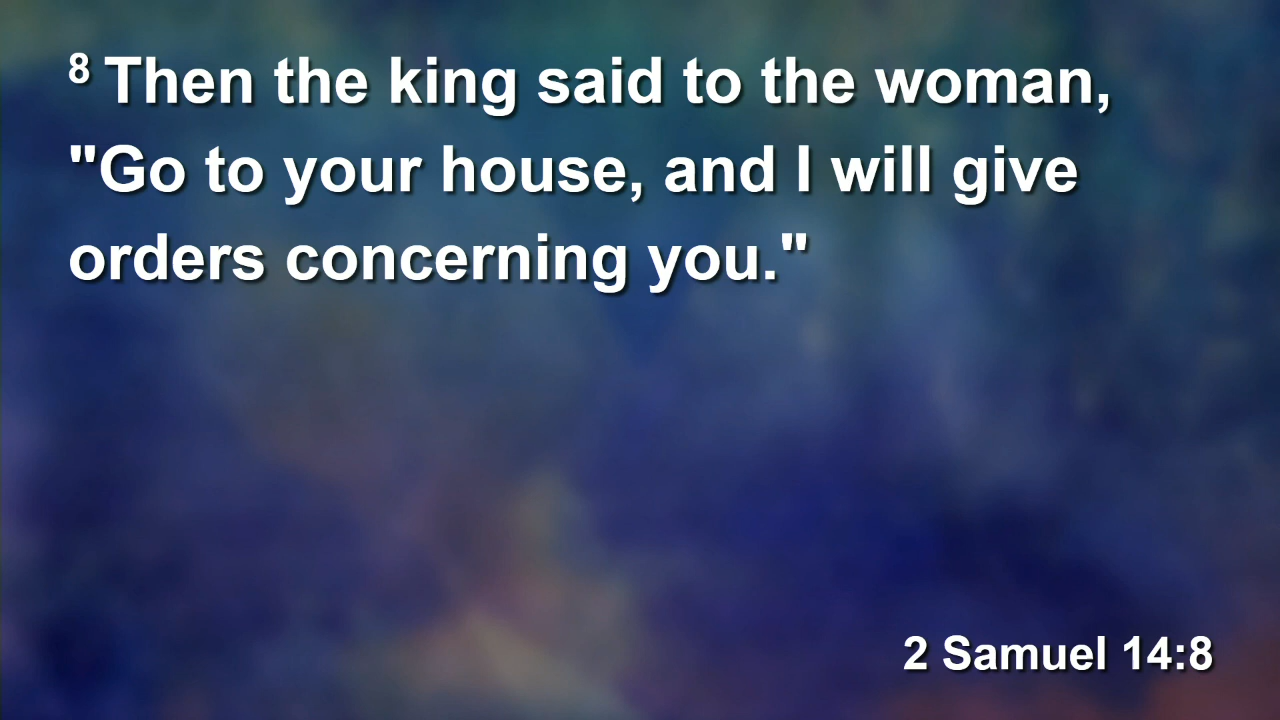 8 Then the king said to the woman,
"Go to your house, and I will give
orders concerning you."
2 Samuel 14:8